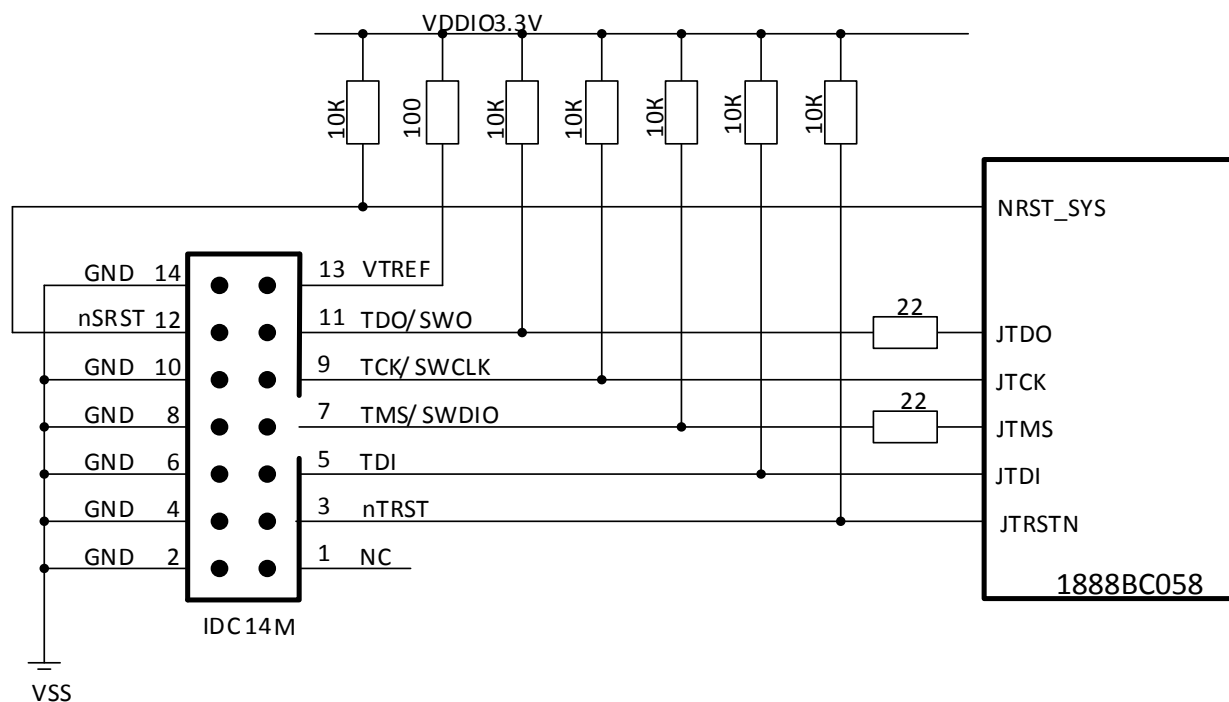 VDDIO3.3V
10K
100
10K
10K
10K
10K
10K
NRST_SYS
GND 14
13 VTREF
nSRST 12
11 TDO/SWO
22
JTDO
GND 10
9 TCK/SWCLK
JTCK
GND 8
7 TMS/SWDIO
22
JTMS
GND 6
5 TDI
JTDI
GND 4
3 nTRST
JTRSTN
GND 2
1 NC
1888BC058
IDC14M
VSS